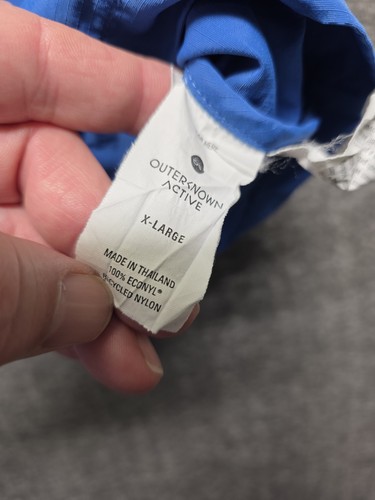 OUTERKNOWN
ACTIVE
X-LARGE
MADE IN THAILAND
100% ECONYL®
RECYCLED NYLON